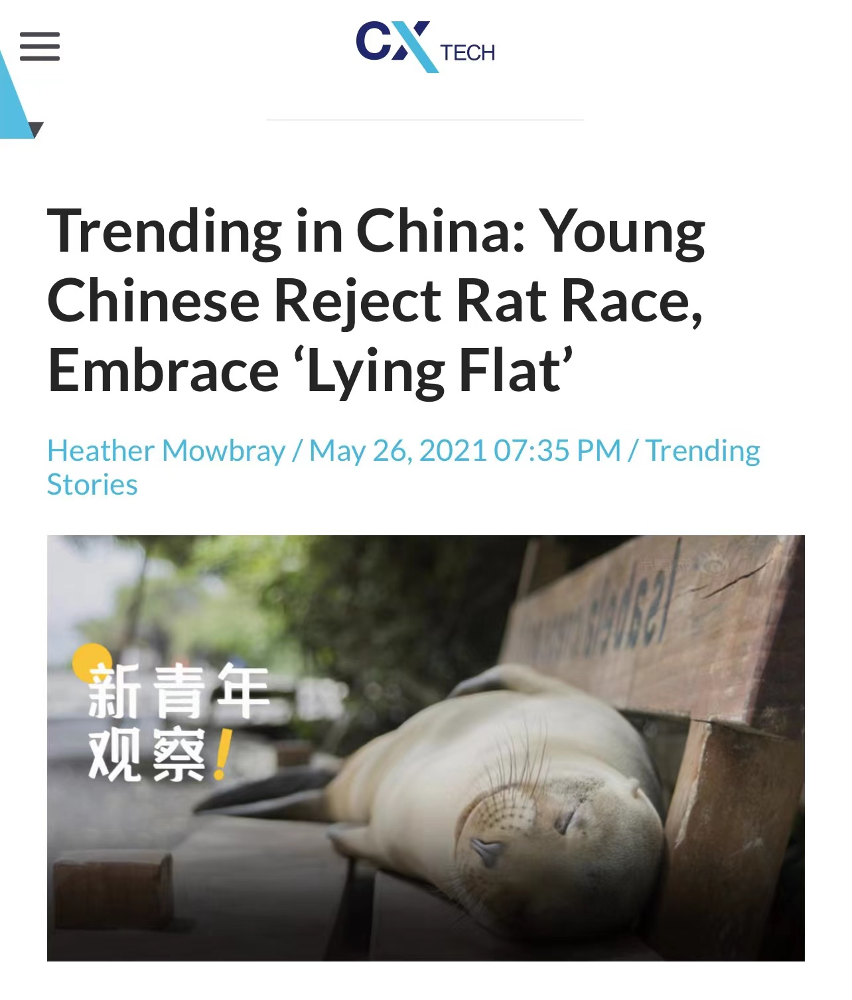 CX TECH
Trending in China: Young
Chinese Reject Rat Race,
Embrace ‘Lying Flat’
Heather Mowbray / May 26, 2021 07:35 PM / Trending
Stories
Isabela
新青年
观察!